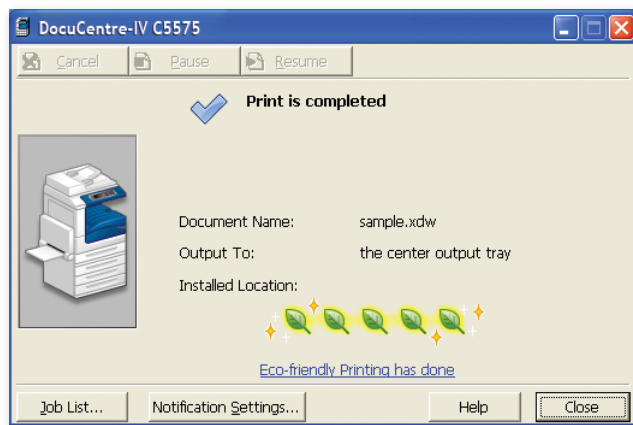 DocuCentre-IV C5575
Cancel Pause Resume
Print is completed
Document Name: sample.xdw
Output To: the center output tray
Installed Location:
Eco-friendly Printing has done
Job List... Notification Settings... Help Close